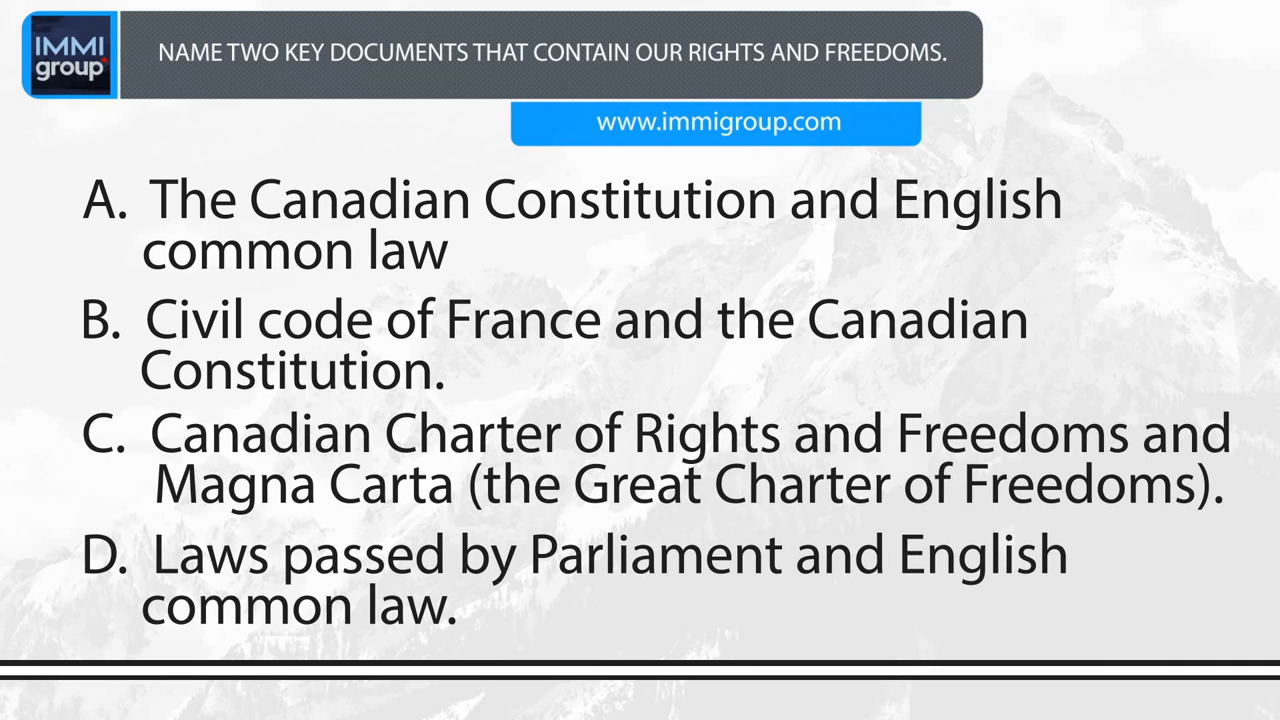 IMMI
group
NAME TWO KEY DOCUMENTS THAT CONTAIN OUR RIGHTS AND FREEDOMS.
www.immigroup.com
A. The Canadian Constitution and English
common law
B. Civil code of France and the Canadian
Constitution.
C. Canadian Charter of Rights and Freedoms and
Magna Carta (the Great Charter of Freedoms).
D. Laws passed by Parliament and English
common law.